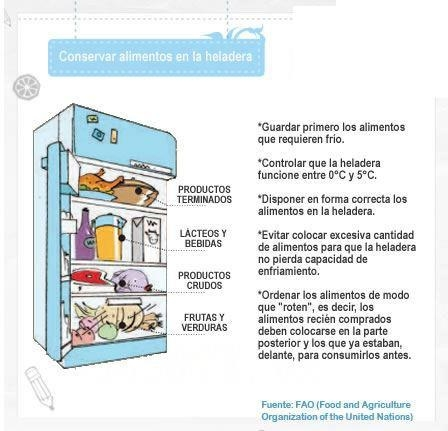 Conservar alimentos en la heladera
*Guardar primero los alimentos
que requieren frío.
*Controlar que la heladera
funcione entre 0°C y 5°C.
*Disponer en forma correcta los
alimentos en la heladera.
*Evitar colocar excesiva cantidad
de alimentos para que la heladera
no pierda capacidad de
enfriamiento.
*Ordenar los alimentos de modo
que "roten", es decir, los
alimentos recién comprados
deben colocarse en la parte
posterior y los que ya estaban,
delante, para consumirlos antes.
PRODUCTOS
TERMINADOS
LÁCTEOS Y
BEBIDAS
PRODUCTOS
CRUDOS
FRUTAS Y
VERDURAS
Fuente: FAO (Food and Agriculture
Organization of the United Nations)